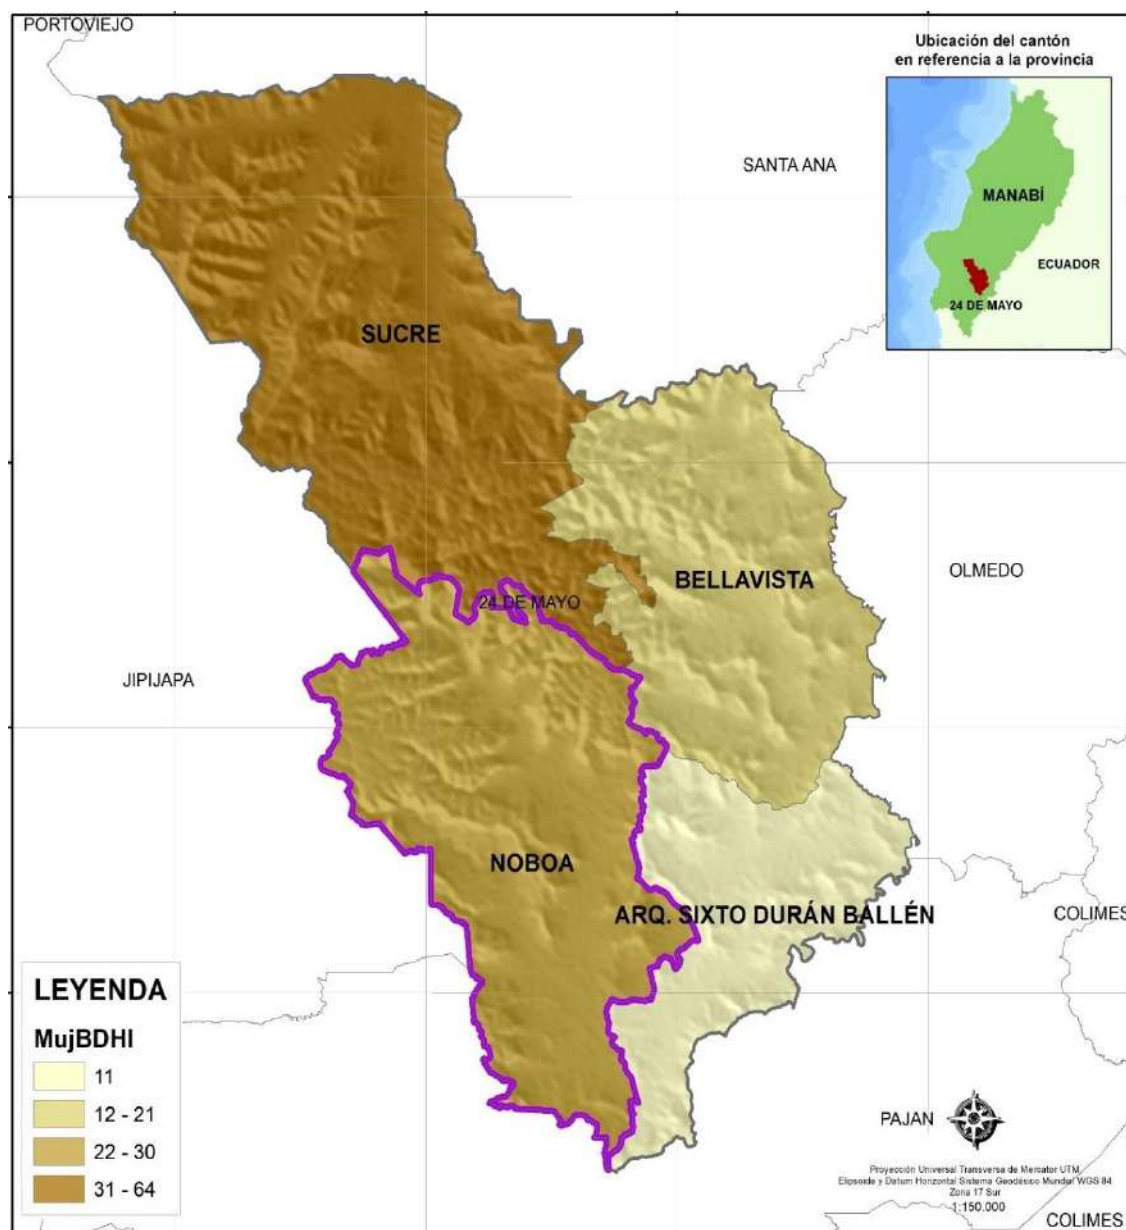 PORTOVIEJO
Ubicación del cantón
en referencia a la provincia
SANTA ANA
MANABÍ
ECUADOR
24 DE MAYO
SUCRE
BELLAVISTA
OLMEDO
24 DE MAYO
JIPIJAPA
NOBOA
ARQ. SIXTO DURÁN BALLÉN
COLIMES
LEYENDA
MujBDHI
11
12 - 21
22 - 30
31 - 64
PAJAN
Proyección Universal Transversa de Mercator UTM
Elipsoide y Datum Horizontal Sistema Geodésico Mundial WGS 84
Zona 17 Sur
1:150.000
COLIMES